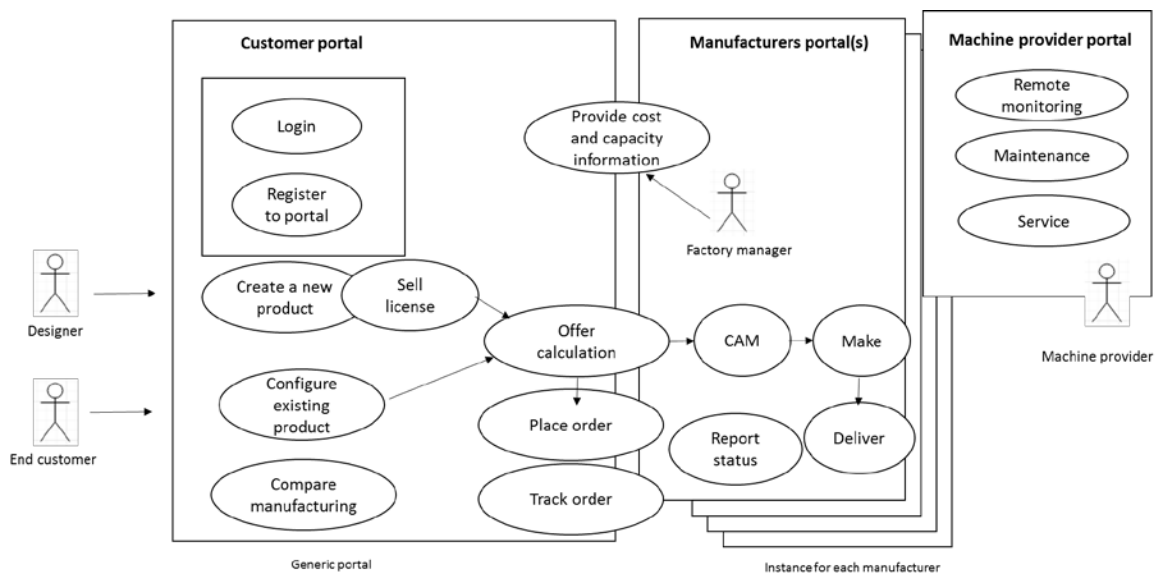 Customer portal
Manufacturers portal(s)
Machine provider portal
Login
Register
to portal
Provide cost
and capacity
information
Remote
monitoring
Maintenance
Service
Factory manager
Designer
Create a new
product
Sell
license
Offer
calculation
CAM
Make
Machine provider
End customer
Configure
existing
product
Place order
Report
status
Deliver
Compare
manufacturing
Track order
Generic portal
Instance for each manufacturer